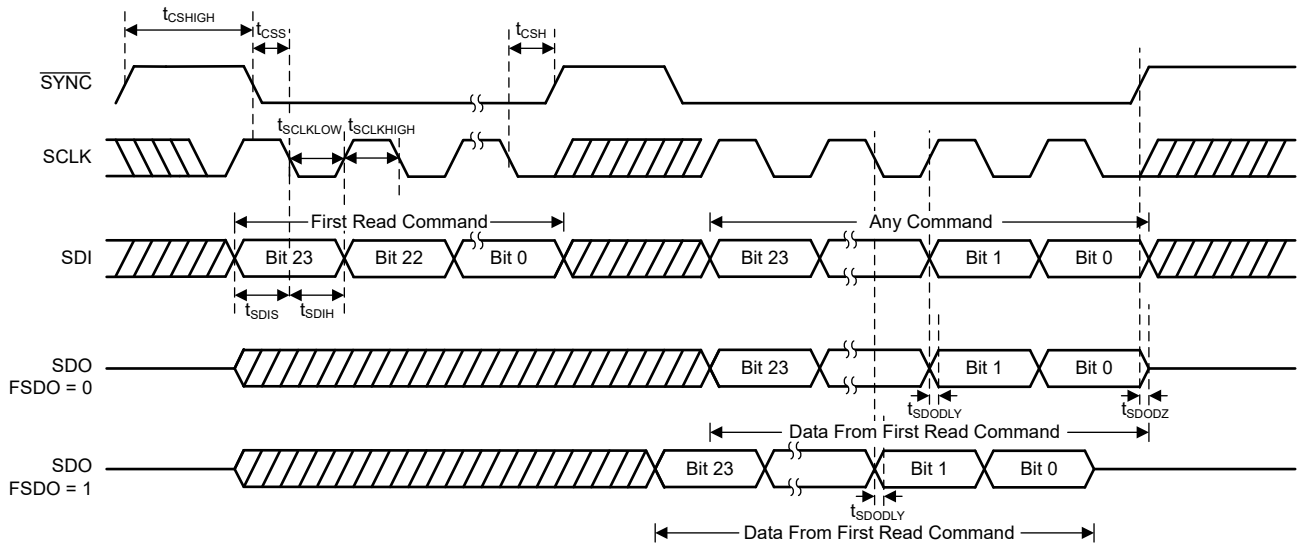 tCSHIGH
tCSS
tCSH
SYNC
tSCLKLOW
tSCLKHIGH
SCLK
First Read Command
Any Command
SDI
Bit 23
Bit 22
Bit 0
Bit 23
Bit 1
Bit 0
tSDIS
tSDIH
SDO
FSDO = 0
Bit 23
Bit 1
Bit 0
tSDODLY
tSDODZ
Data From First Read Command
SDO
FSDO = 1
Bit 23
Bit 1
Bit 0
tSDODLY
Data From First Read Command